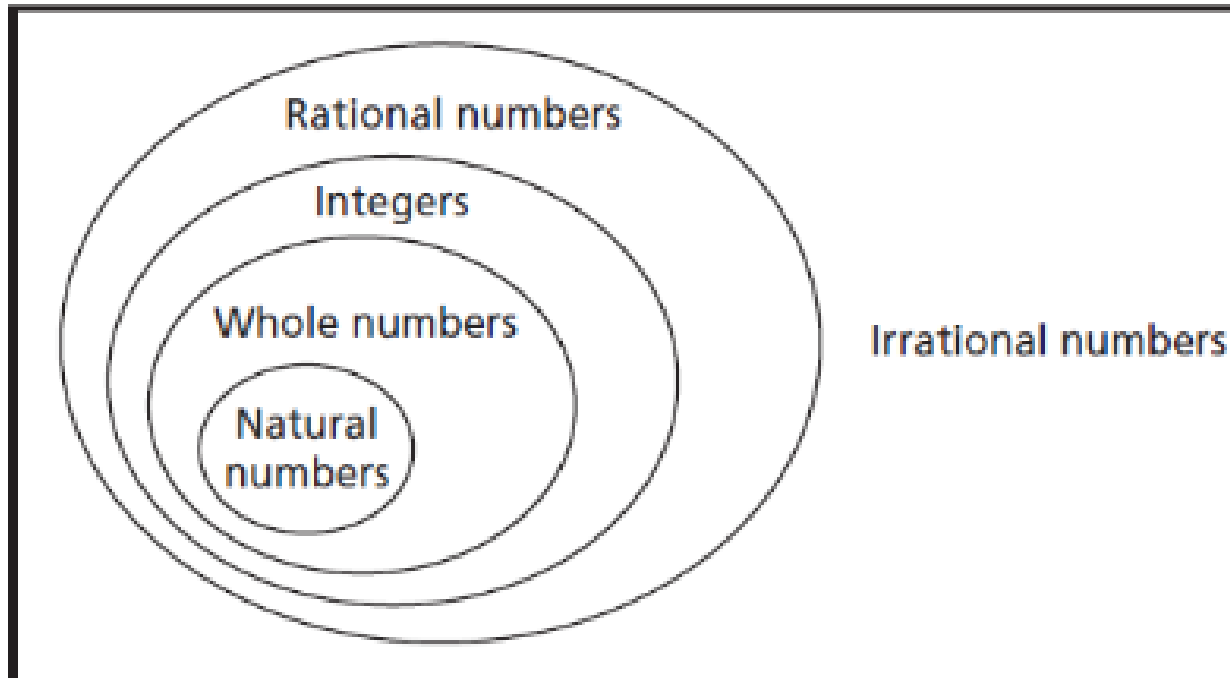 Rational numbers
Integers
Whole numbers
Irrational numbers
Natural
numbers